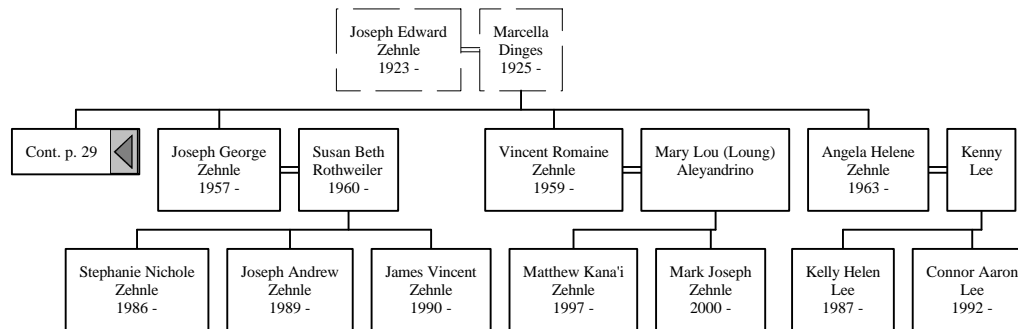 Joseph Edward
Zehnle
1923 -
Marcella
Dinges
1925 -
Cont. p. 29
Joseph George
Zehnle
1957 -
Susan Beth
Rothweiler
1960 -
Vincent Romaine
Zehnle
1959 -
Mary Lou (Loung)
Aleyandrino
Angela Helene
Zehnle
1963 -
Kenny
Lee
Stephanie Nichole
Zehnle
1986 -
Joseph Andrew
Zehnle
1989 -
James Vincent
Zehnle
1990 -
Matthew Kana'i
Zehnle
1997 -
Mark Joseph
Zehnle
2000 -
Kelly Helen
Lee
1987 -
Connor Aaron
Lee
1992 -